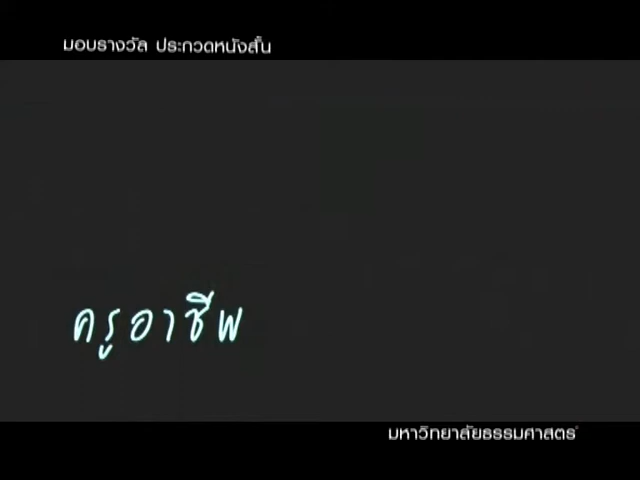 มอบรางวัล ประกวดหนังสั้น
ครูอาชีพ
มหาวิทยาลัยธรรมศาสตร์